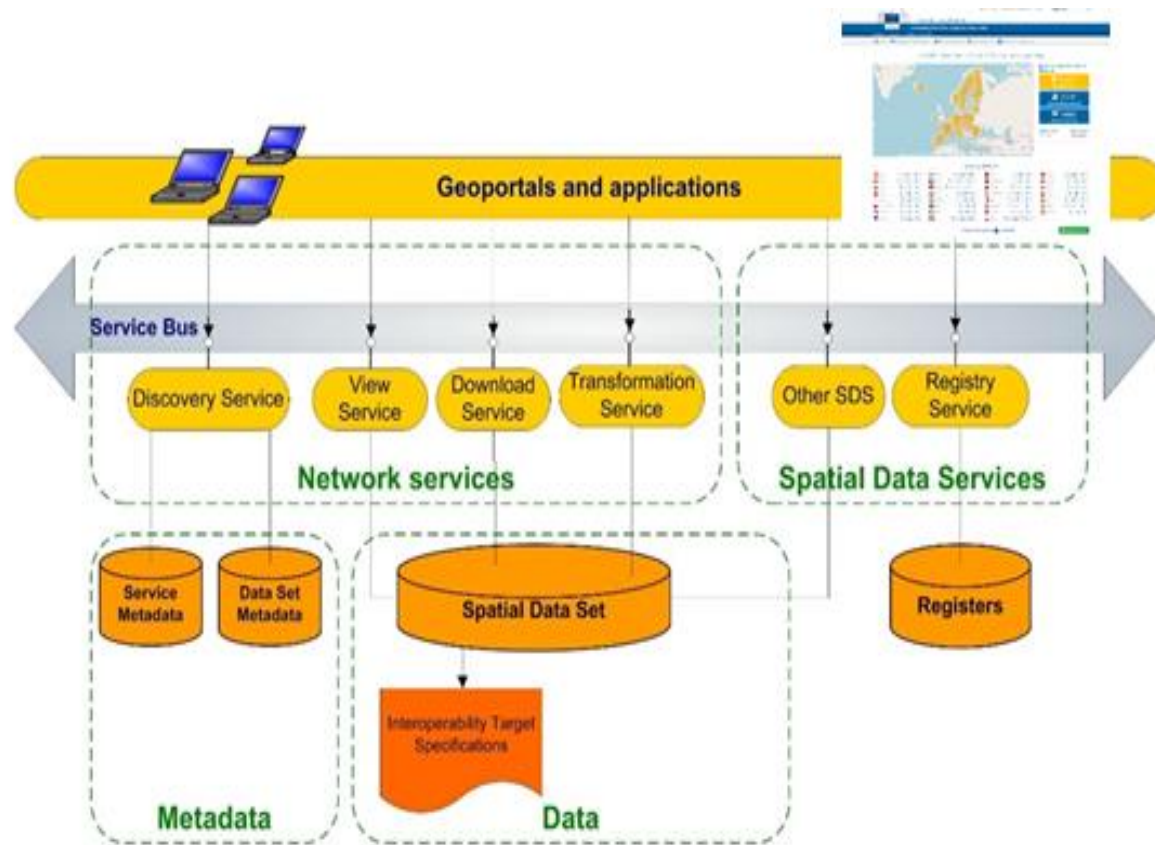 Geoportals and applications
Service Bus
Discovery Service
View
Service
Download
Service
Transformation
Service
Other SDS
Registry
Service
Network services
Spatial Data Services
Service
Metadata
Data Set
Metadata
Spatial Data Set
Registers
Interoperability Target
Specifications
Metadata
Data